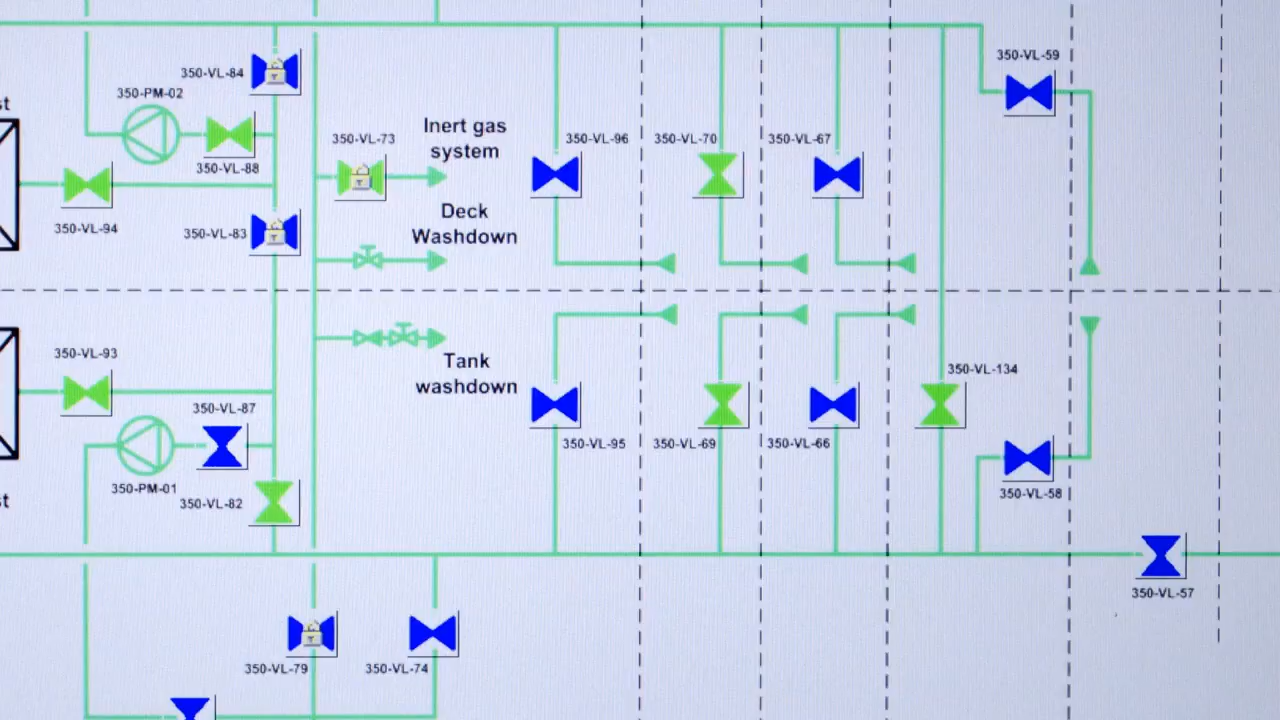 350-VL-59
350-VL-84
350-PM-02
st
350-VL-73
Inert gas
system
350-VL-96
350-VL-70
350-VL-67
350-VL-88
350-VL-94
350-VL-83
Deck
Washdown
350-VL-93
Tank
washdown
350-VL-134
350-VL-87
350-VL-95
350-VL-69
350-VL-66
350-PM-01
350-VL-82
350-VL-58
st
350-VL-57
350-VL-79
350-VL-74